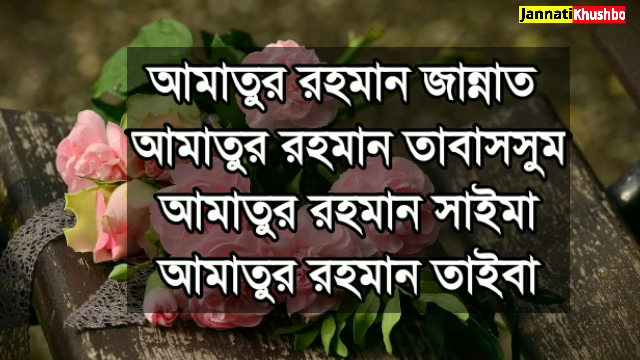 JannatiKhushbo
আমাতুর রহমান জান্নাত
আমাতুর রহমান তাবাসসুম
আমাতুর রহমান সাইমা
আমাতুর রহমান তাইবা